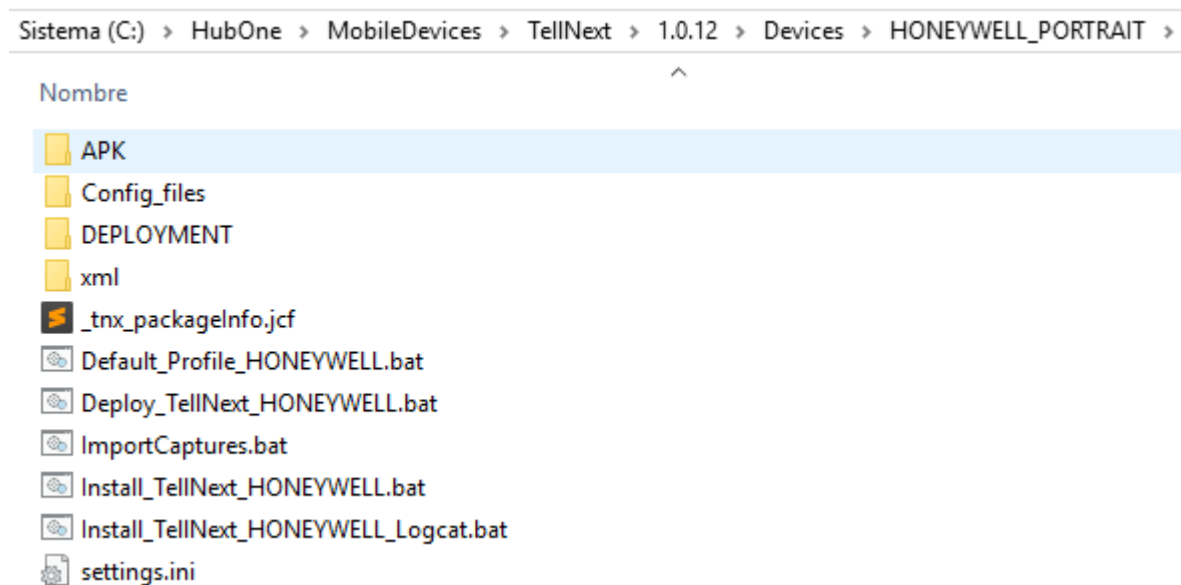 Sistema (C:) > HubOne > MobileDevices > TellNext > 1.0.12 > Devices > HONEYWELL_PORTRAIT >
Nombre
APK
Config_files
DEPLOYMENT
xml
_tnx_packageInfo.jcf
Default_Profile_HONEYWELL.bat
Deploy_TellNext_HONEYWELL.bat
ImportCaptures.bat
Install_TellNext_HONEYWELL.bat
Install_TellNext_HONEYWELL_Logcat.bat
settings.ini